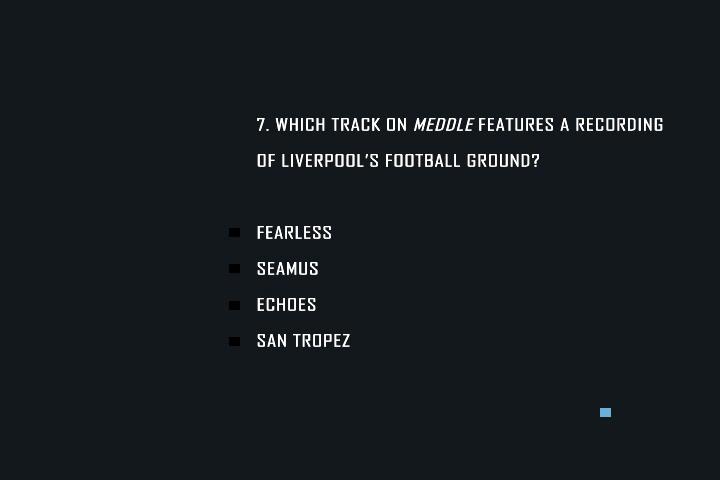 7. WHICH TRACK ON MEDDLE FEATURES A RECORDING
OF LIVERPOOL'S FOOTBALL GROUND?
FEARLESS
SEAMUS
ECHOES
SAN TROPEZ